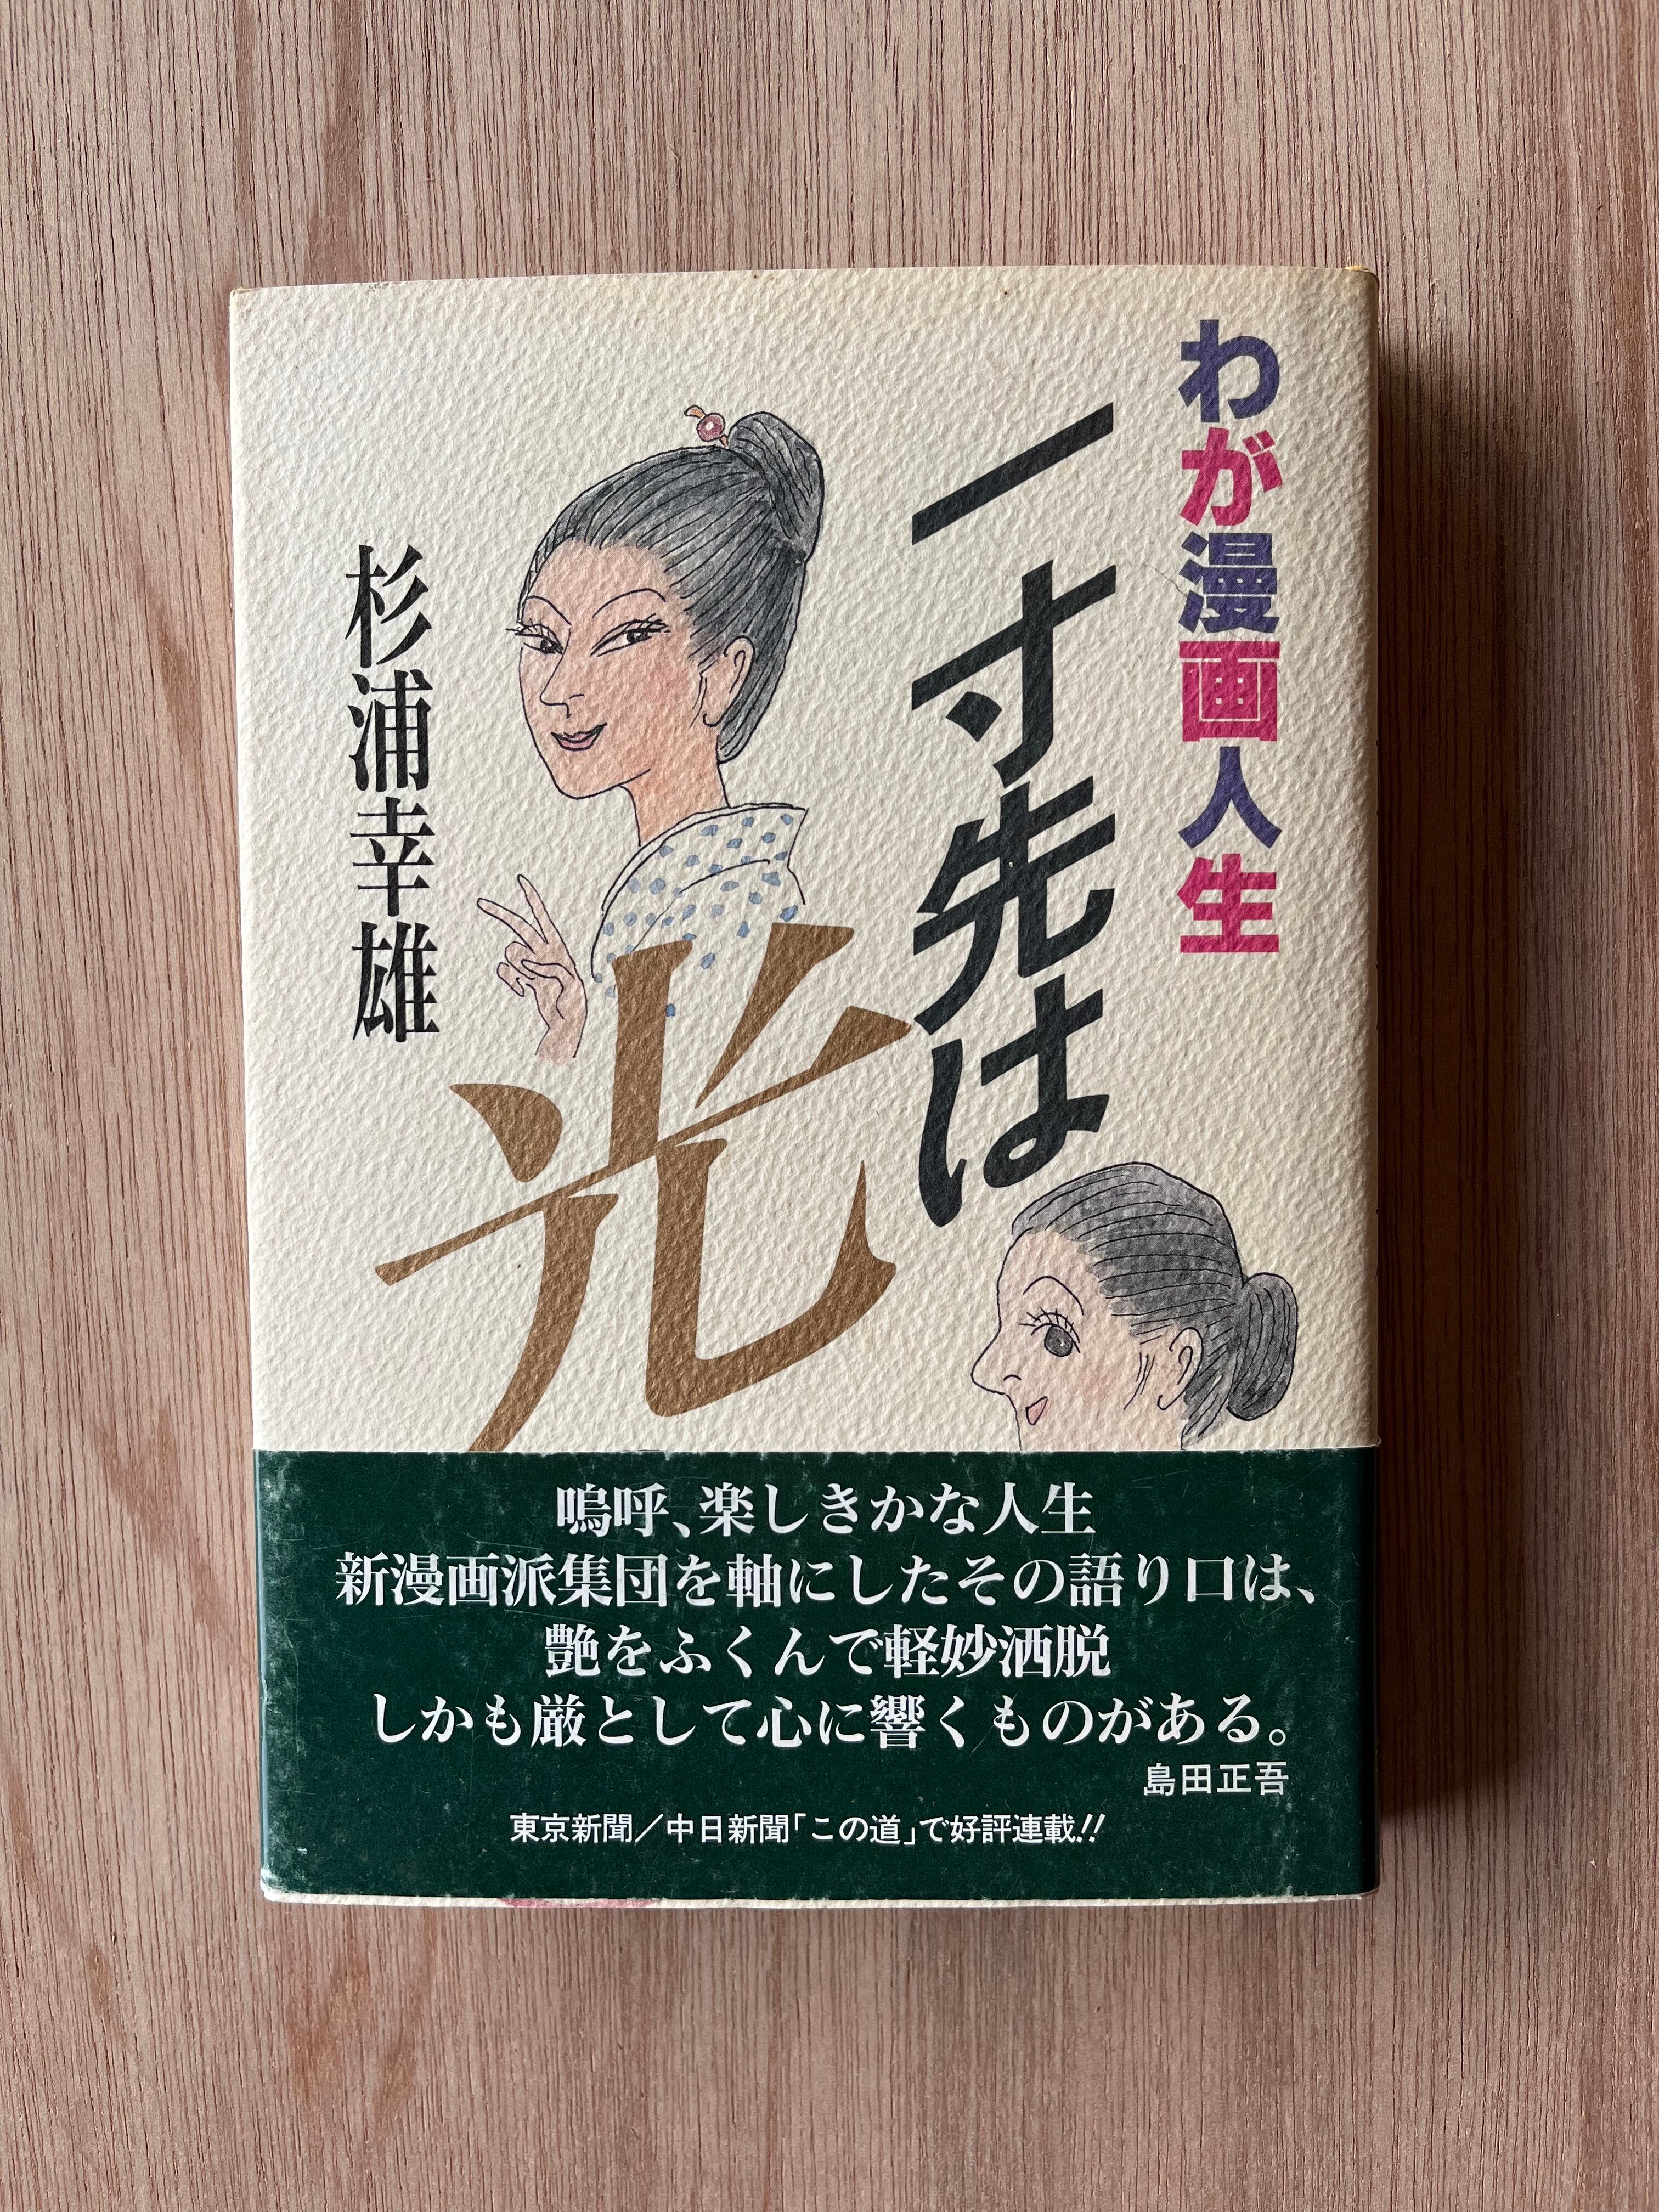 わが漫画人生
一寸先は
光
杉浦幸雄
嗚呼、楽しきかな人生
新漫画派集団を軸にしたその語り口は、
艶をふくんで軽妙洒脱
しかも厳として心に響くものがある。
島田正吾
東京新聞／中日新聞「この道」で好評連載!!